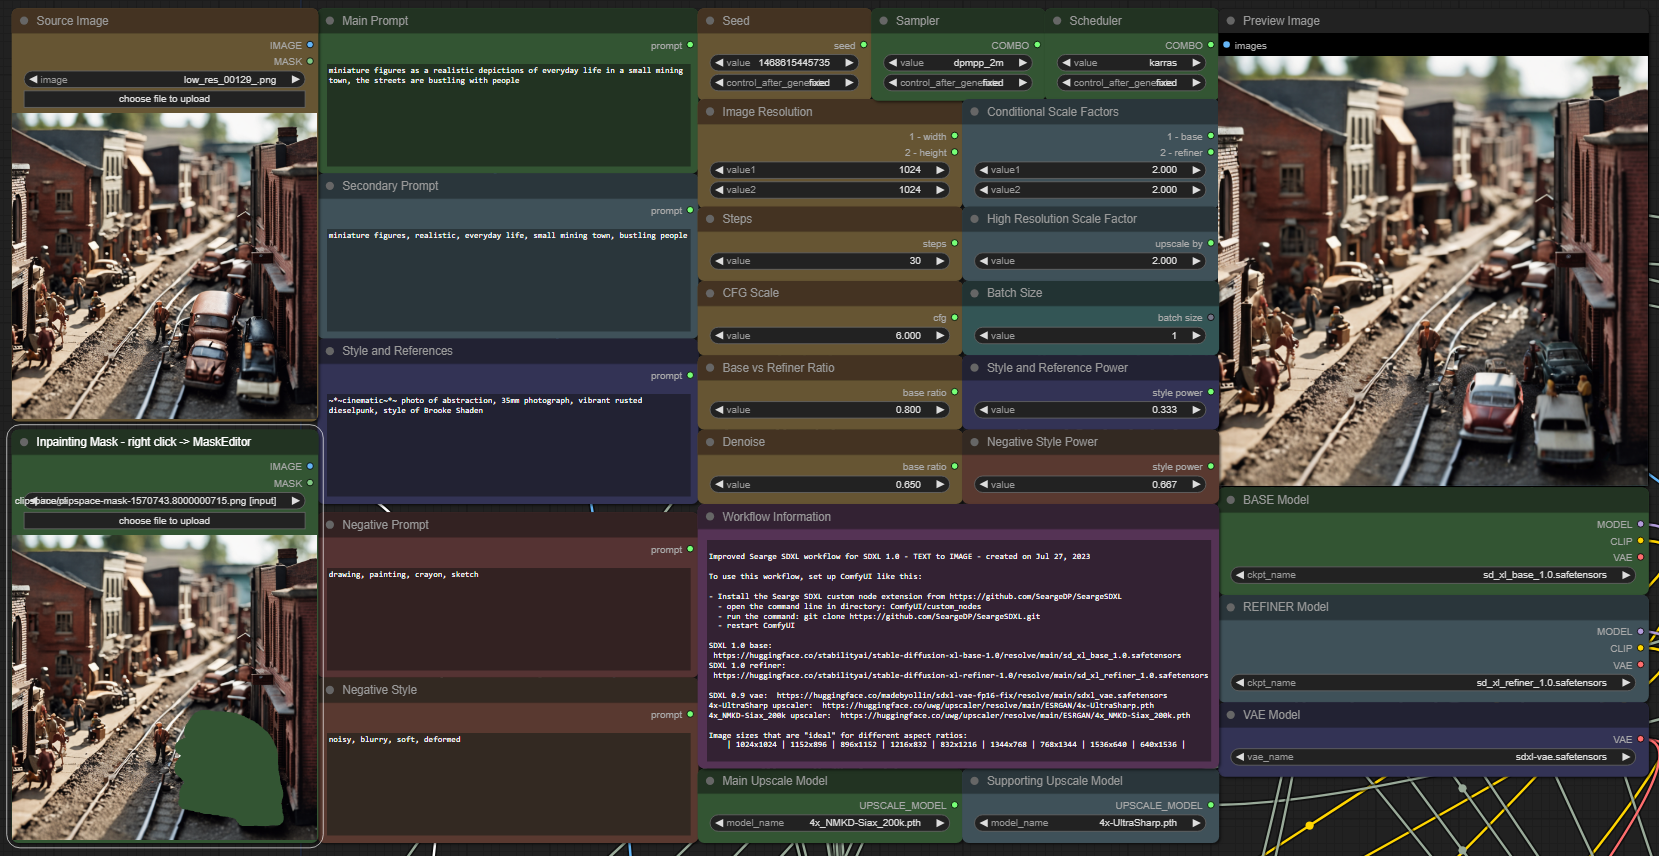 Source Image
IMAGE
MASK
image low_res_00129_.png
choose file to upload
Inpainting Mask - right click -> MaskEditor
IMAGE
MASK
clipspace/clipspace-mask-1570743.8000000715.png [input]
choose file to upload
Main Prompt
prompt
miniature figures as a realistic depictions of everyday life in a small mining
town, the streets are bustling with people
Secondary Prompt
prompt
miniature figures, realistic, everyday life, small mining town, bustling people
Style and References
prompt
~*~cinematic~*~ photo of abstraction, 35mm photograph, vibrant rusted
dieselpunk, style of Brooke Shaden
Negative Prompt
prompt
drawing, painting, crayon, sketch
Negative Style
prompt
noisy, blurry, soft, deformed
Seed
seed
value 1468615445735
control_after_gene fixed
Sampler
COMBO
value dpmpp_2m
control_after_gene fixed
Scheduler
COMBO
value karras
control_after_gene fixed
Image Resolution
1 - width
2 - height
value1 1024
value2 1024
Conditional Scale Factors
1 - base
2 - refiner
value1 2.000
value2 2.000
Steps
steps
value 30
High Resolution Scale Factor
upscale by
value 2.000
CFG Scale
cfg
value 6.000
Batch Size
batch size
value 1
Base vs Refiner Ratio
base ratio
value 0.800
Style and Reference Power
style power
value 0.333
Denoise
base ratio
value 0.650
Negative Style Power
style power
value 0.667
Workflow Information
Improved Searge SDXL workflow for SDXL 1.0 - TEXT to IMAGE - created on Jul 27, 2023
To use this workflow, set up ComfyUI like this:
- Install the Searge SDXL custom node extension from https://github.com/SeargeDP/SeargeSDXL
- open the command line in directory: ComfyUI/custom_nodes
- run the command: git clone https://github.com/SeargeDP/SeargeSDXL.git
- restart ComfyUI
SDXL 1.0 base:
https://huggingface.co/stabilityai/stable-diffusion-xl-base-1.0/resolve/main/sd_xl_base_1.0.safetensors
SDXL 1.0 refiner:
https://huggingface.co/stabilityai/stable-diffusion-xl-refiner-1.0/resolve/main/sd_xl_refiner_1.0.safetensors
SDXL 0.9 vae: https://huggingface.co/madebyollin/sdxl-vae-fp16-fix/resolve/main/sdxl_vae.safetensors
4x-UltraSharp upscaler: https://huggingface.co/uwg/upscaler/resolve/main/ESRGAN/4x-UltraSharp.pth
4x_NMKD-Siax_200k upscaler: https://huggingface.co/uwg/upscaler/resolve/main/ESRGAN/4x_NMKD-Siax_200k.pth
Image sizes that are "ideal" for different aspect ratios:
| 1024x1024 | 1152x896 | 896x1152 | 1216x832 | 832x1216 | 1344x768 | 768x1344 | 1536x640 | 640x1536 |
Main Upscale Model
UPSCALE_MODEL
model_name 4x_NMKD-Siax_200k.pth
Supporting Upscale Model
UPSCALE_MODEL
model_name 4x-UltraSharp.pth
Preview Image
images
BASE Model
MODEL
CLIP
VAE
ckpt_name sd_xl_base_1.0.safetensors
REFINER Model
MODEL
CLIP
VAE
ckpt_name sd_xl_refiner_1.0.safetensors
VAE Model
VAE
vae_name sdxl-vae.safetensors